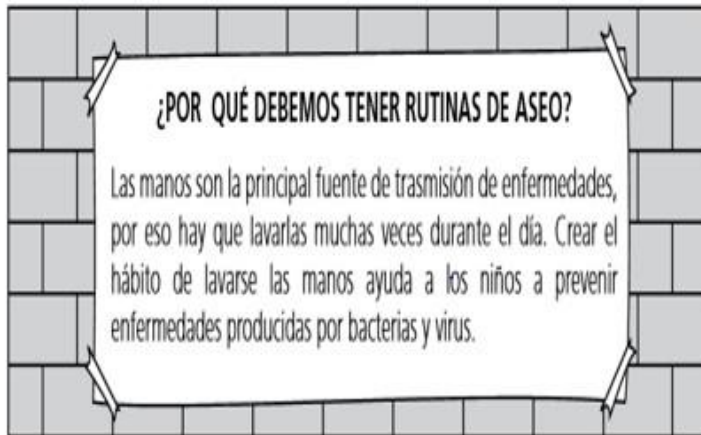 ¿POR QUÉ DEBEMOS TENER RUTINAS DE ASEO?
Las manos son la principal fuente de trasmisión de enfermedades,
por eso hay que lavarlas muchas veces durante el día. Crear el
hábito de lavarse las manos ayuda a los niños a prevenir
enfermedades producidas por bacterias y virus.